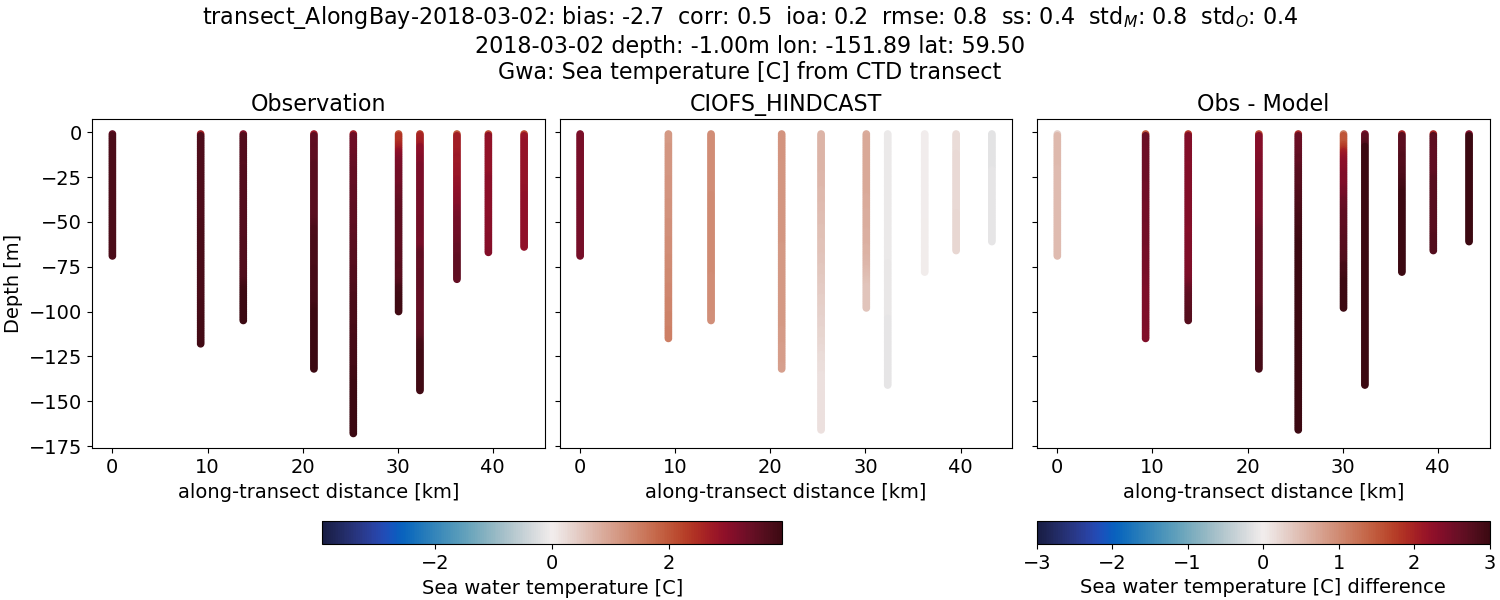 transect_AlongBay-2018-03-02: bias: -2.7 corr: 0.5 ioa: 0.2 rmse: 0.8 ss: 0.4 std_M: 0.8 std_O: 0.4
2018-03-02 depth: -1.00m lon: -151.89 lat: 59.50
Gwa: Sea temperature [C] from CTD transect
Observation CIOFS_HINDCAST Obs - Model
Depth [m]
0
−25
−50
−75
−100
−125
−150
−175
0 10 20 30 40 0 10 20 30 40 0 10 20 30 40
along-transect distance [km] along-transect distance [km] along-transect distance [km]
−2 0 2 −3 −2 −1 0 1 2 3
Sea water temperature [C] Sea water temperature [C] difference